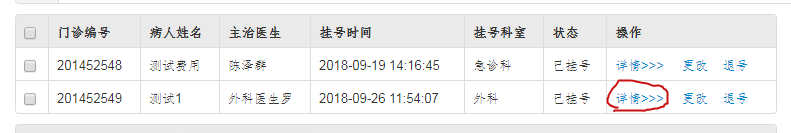 门诊编号 病人姓名 主治医生 挂号时间 挂号科室 状态 操作
201452548 测试费用 陈泽群 2018-09-19 14:16:45 急诊科 已挂号 详情>>> 更改 退号
201452549 测试1 外科医生罗 2018-09-26 11:54:07 外科 已挂号 详情>>> 更改 退号